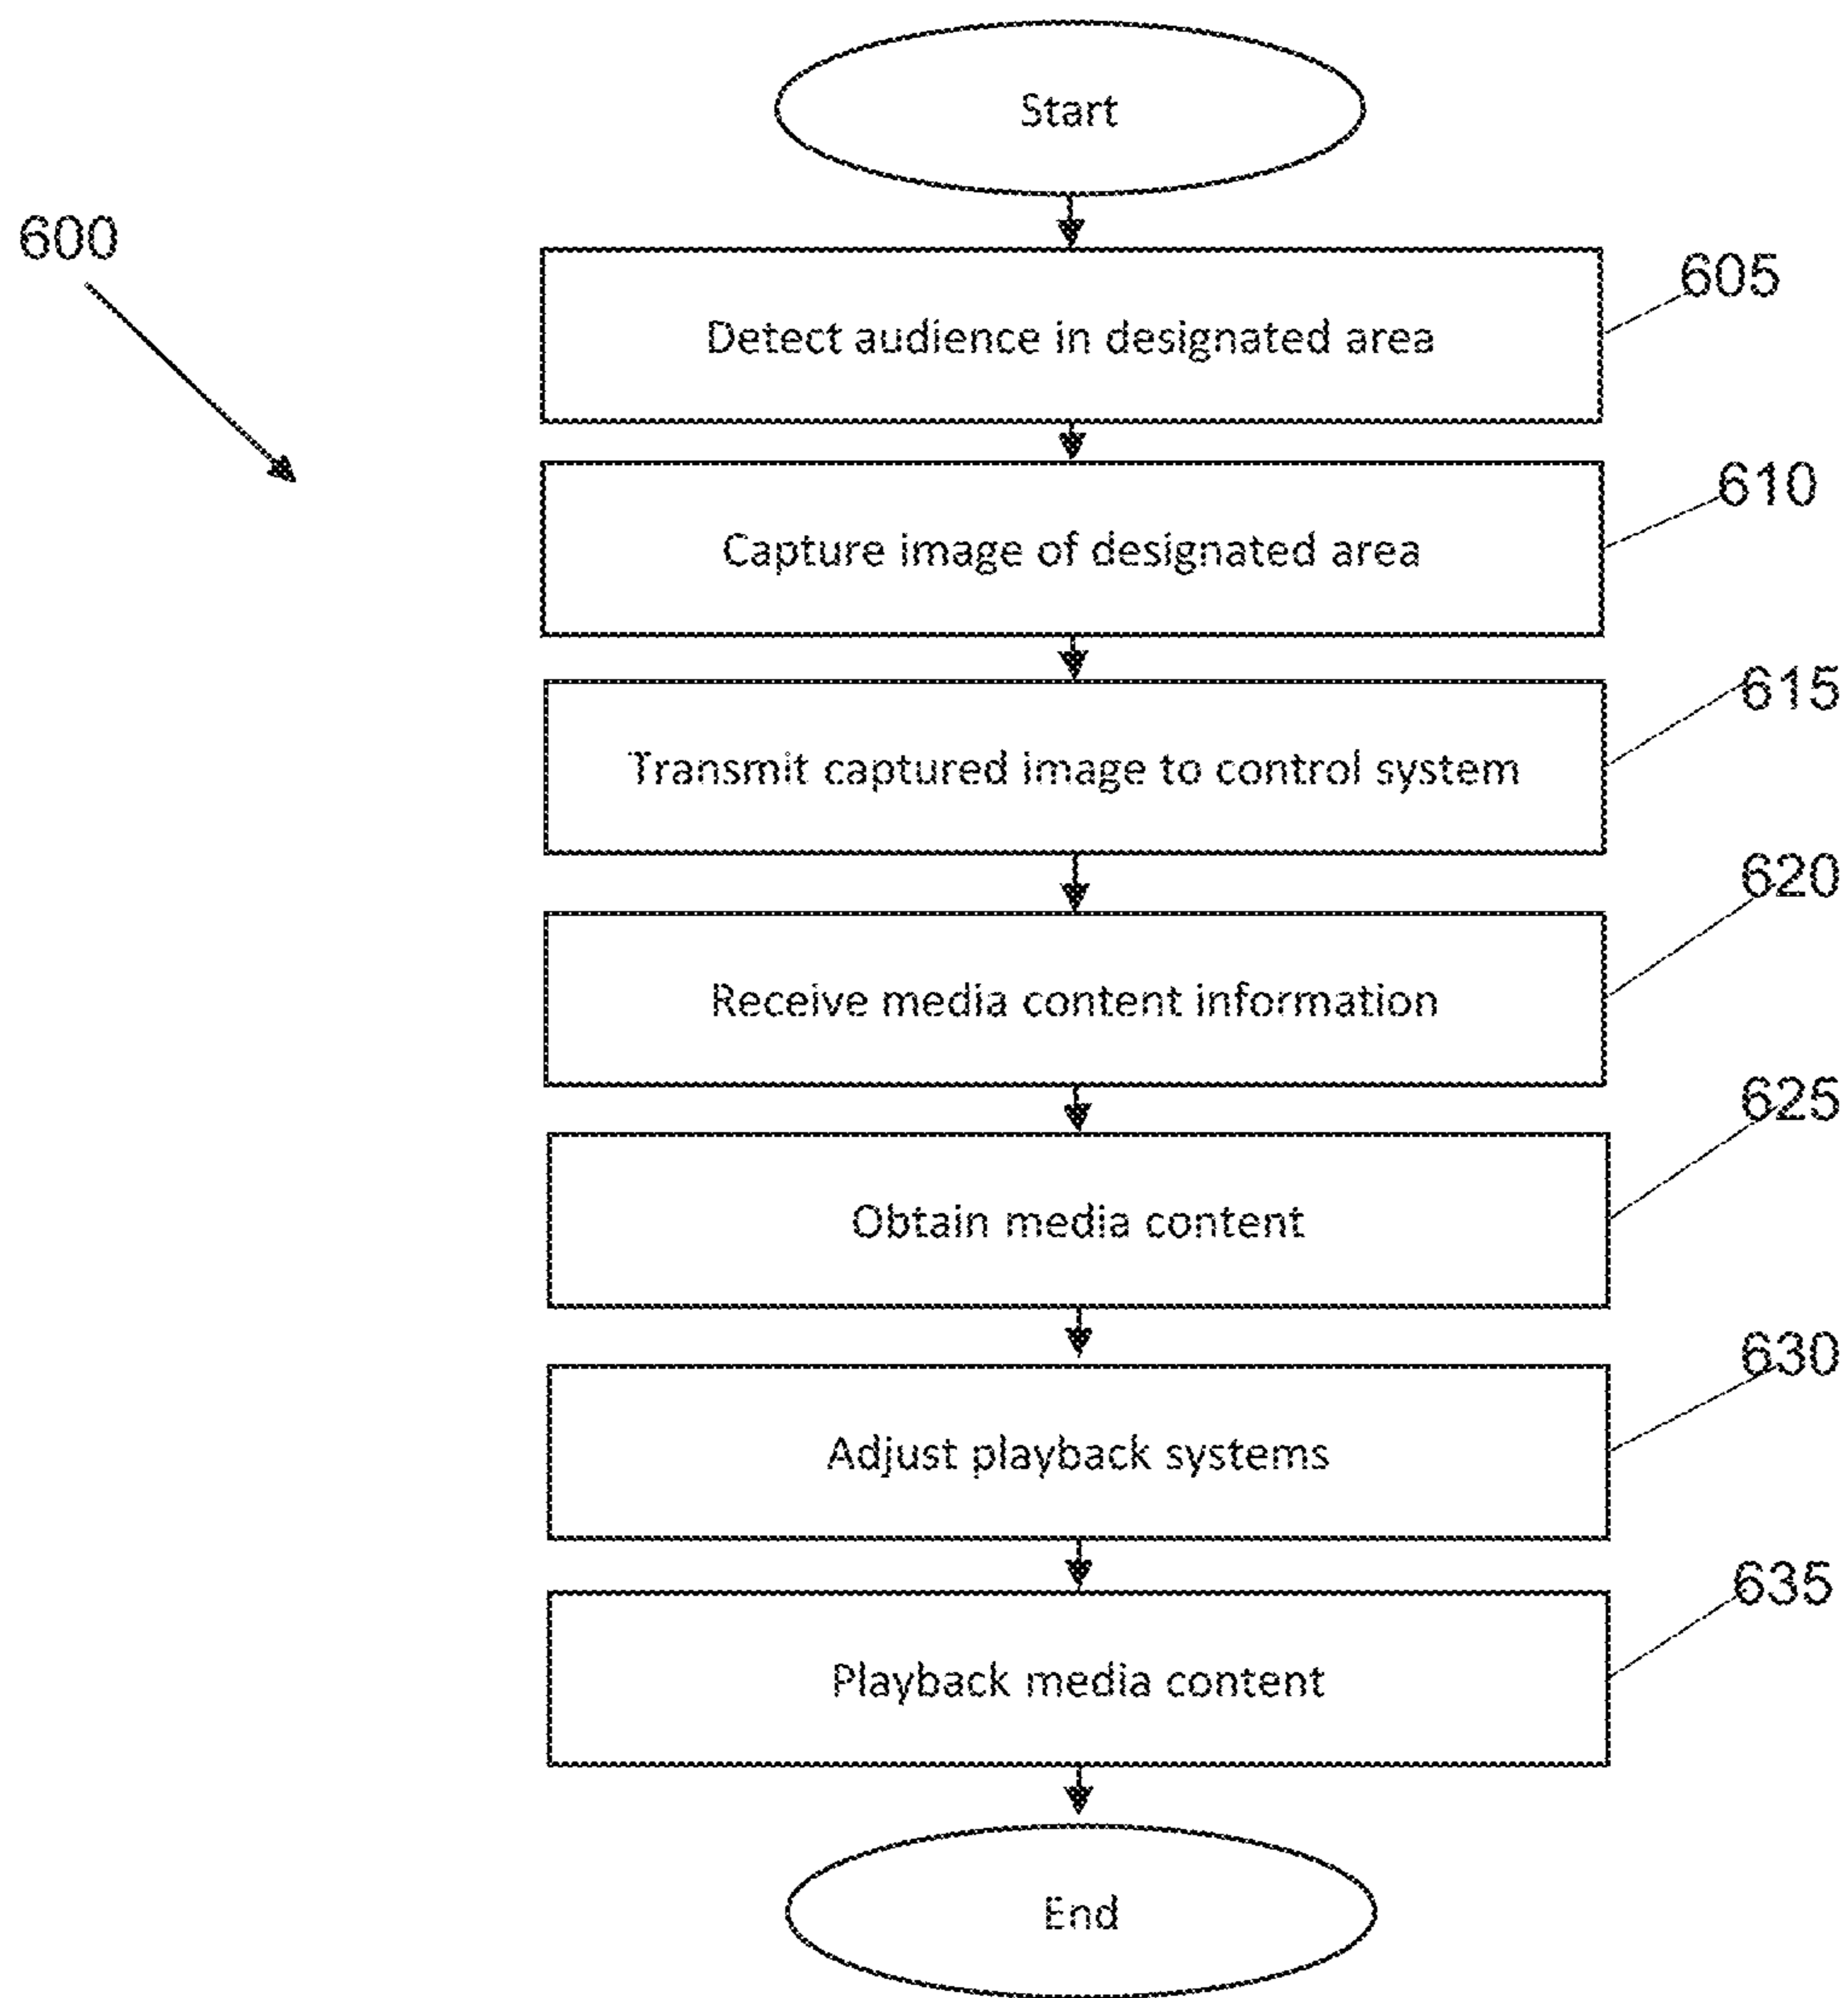 Start
600
605
Detect audience in designated area
610
Capture image of designated area
615
Transmit captured image to control system
620
Receive media content information
625
Obtain media content
630
Adjust playback systems
635
Playback media content
End